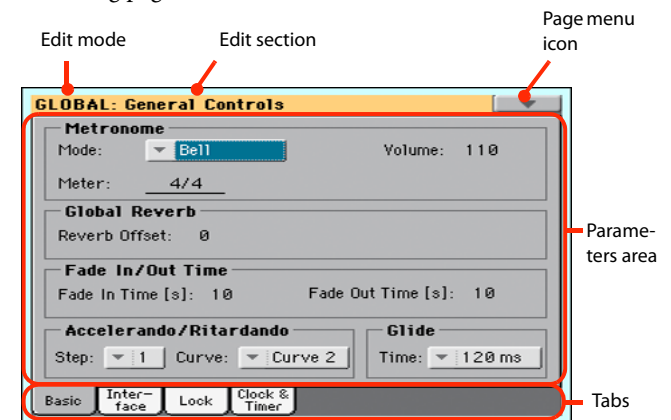 Page menu
icon
Edit mode
Edit section
GLOBAL: General Controls
Metronome
Mode: Bell Volume: 110
Meter: 4/4
Global Reverb
Reverb Offset: 0
Parame-
ters area
Fade In/Out Time
Fade In Time [s]: 10 Fade Out Time [s]: 10
Accelerando/Ritardando Glide
Step: 1 Curve: Curve 2 Time: 120 ms
Basic Inter-
face Lock Clock &
Timer
Tabs